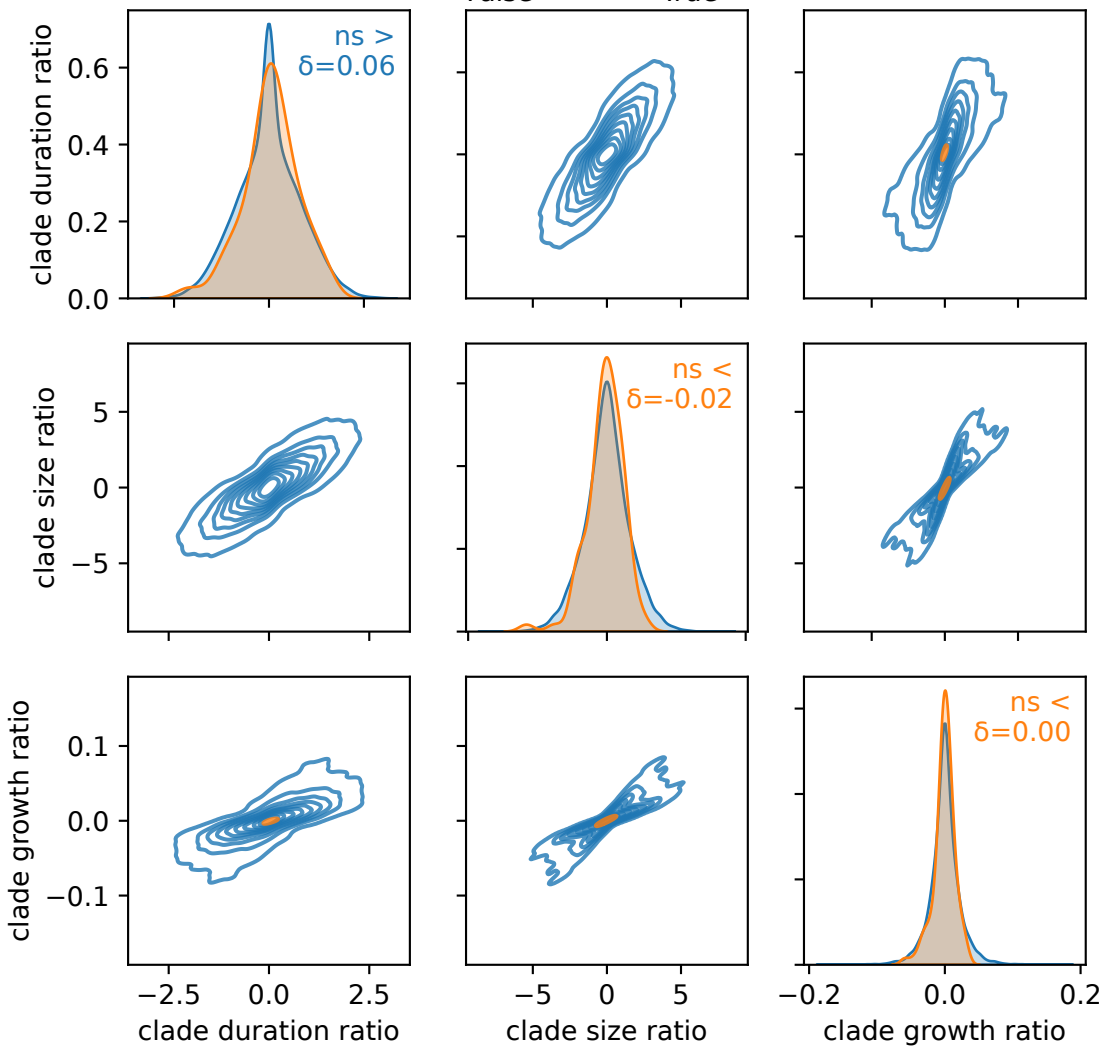 clade duration ratio
0.6
0.4
0.2
0.0
ns >
δ=0.06
clade size ratio
5
0
−5
ns <
δ=-0.02
clade growth ratio
0.1
0.0
−0.1
ns <
δ=0.00
−2.5 0.0 2.5
−5 0 5
−0.2 0.0 0.2
clade duration ratio
clade size ratio
clade growth ratio